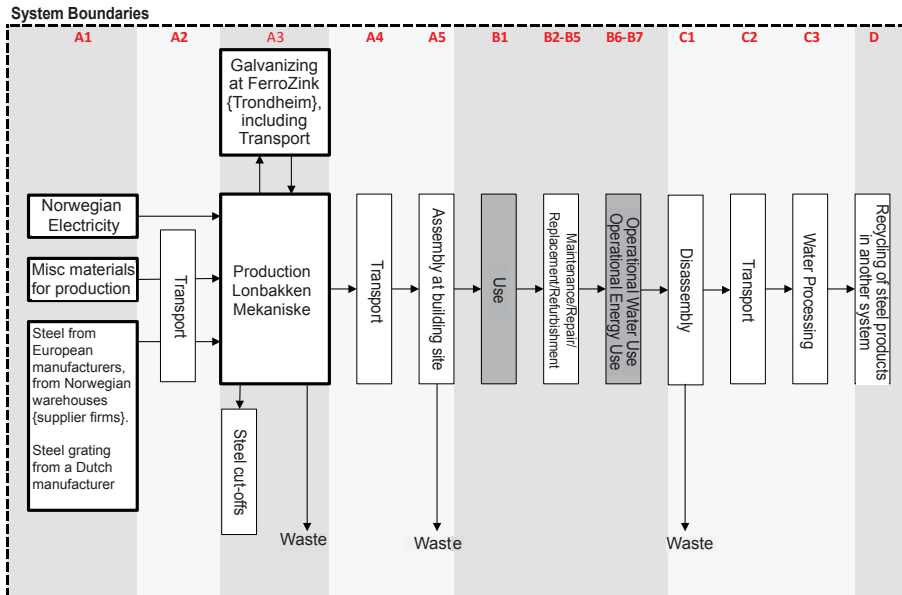 System Boundaries
A1
A2
A3
A4
A5
B1
B2-B5
B6-B7
C1
C2
C3
D
Galvanizing
at FerroZink
{Trondheim},
including
Transport
Norwegian
Electricity
Misc materials
for production
Steel from
European
manufacturers,
from Norwegian
warehouses
{supplier firms}.
Steel grating
from a Dutch
manufacturer
Transport
Production
Lonbakken
Mekaniske
Steel cut-offs
Waste
Transport
Assembly at building site
Waste
Use
Maintenance/Repair/
Replacement/Refurbishment
Operational Water Use
Operational Energy Use
Disassembly
Waste
Transport
Water Processing
Recycling of steel products
in another system